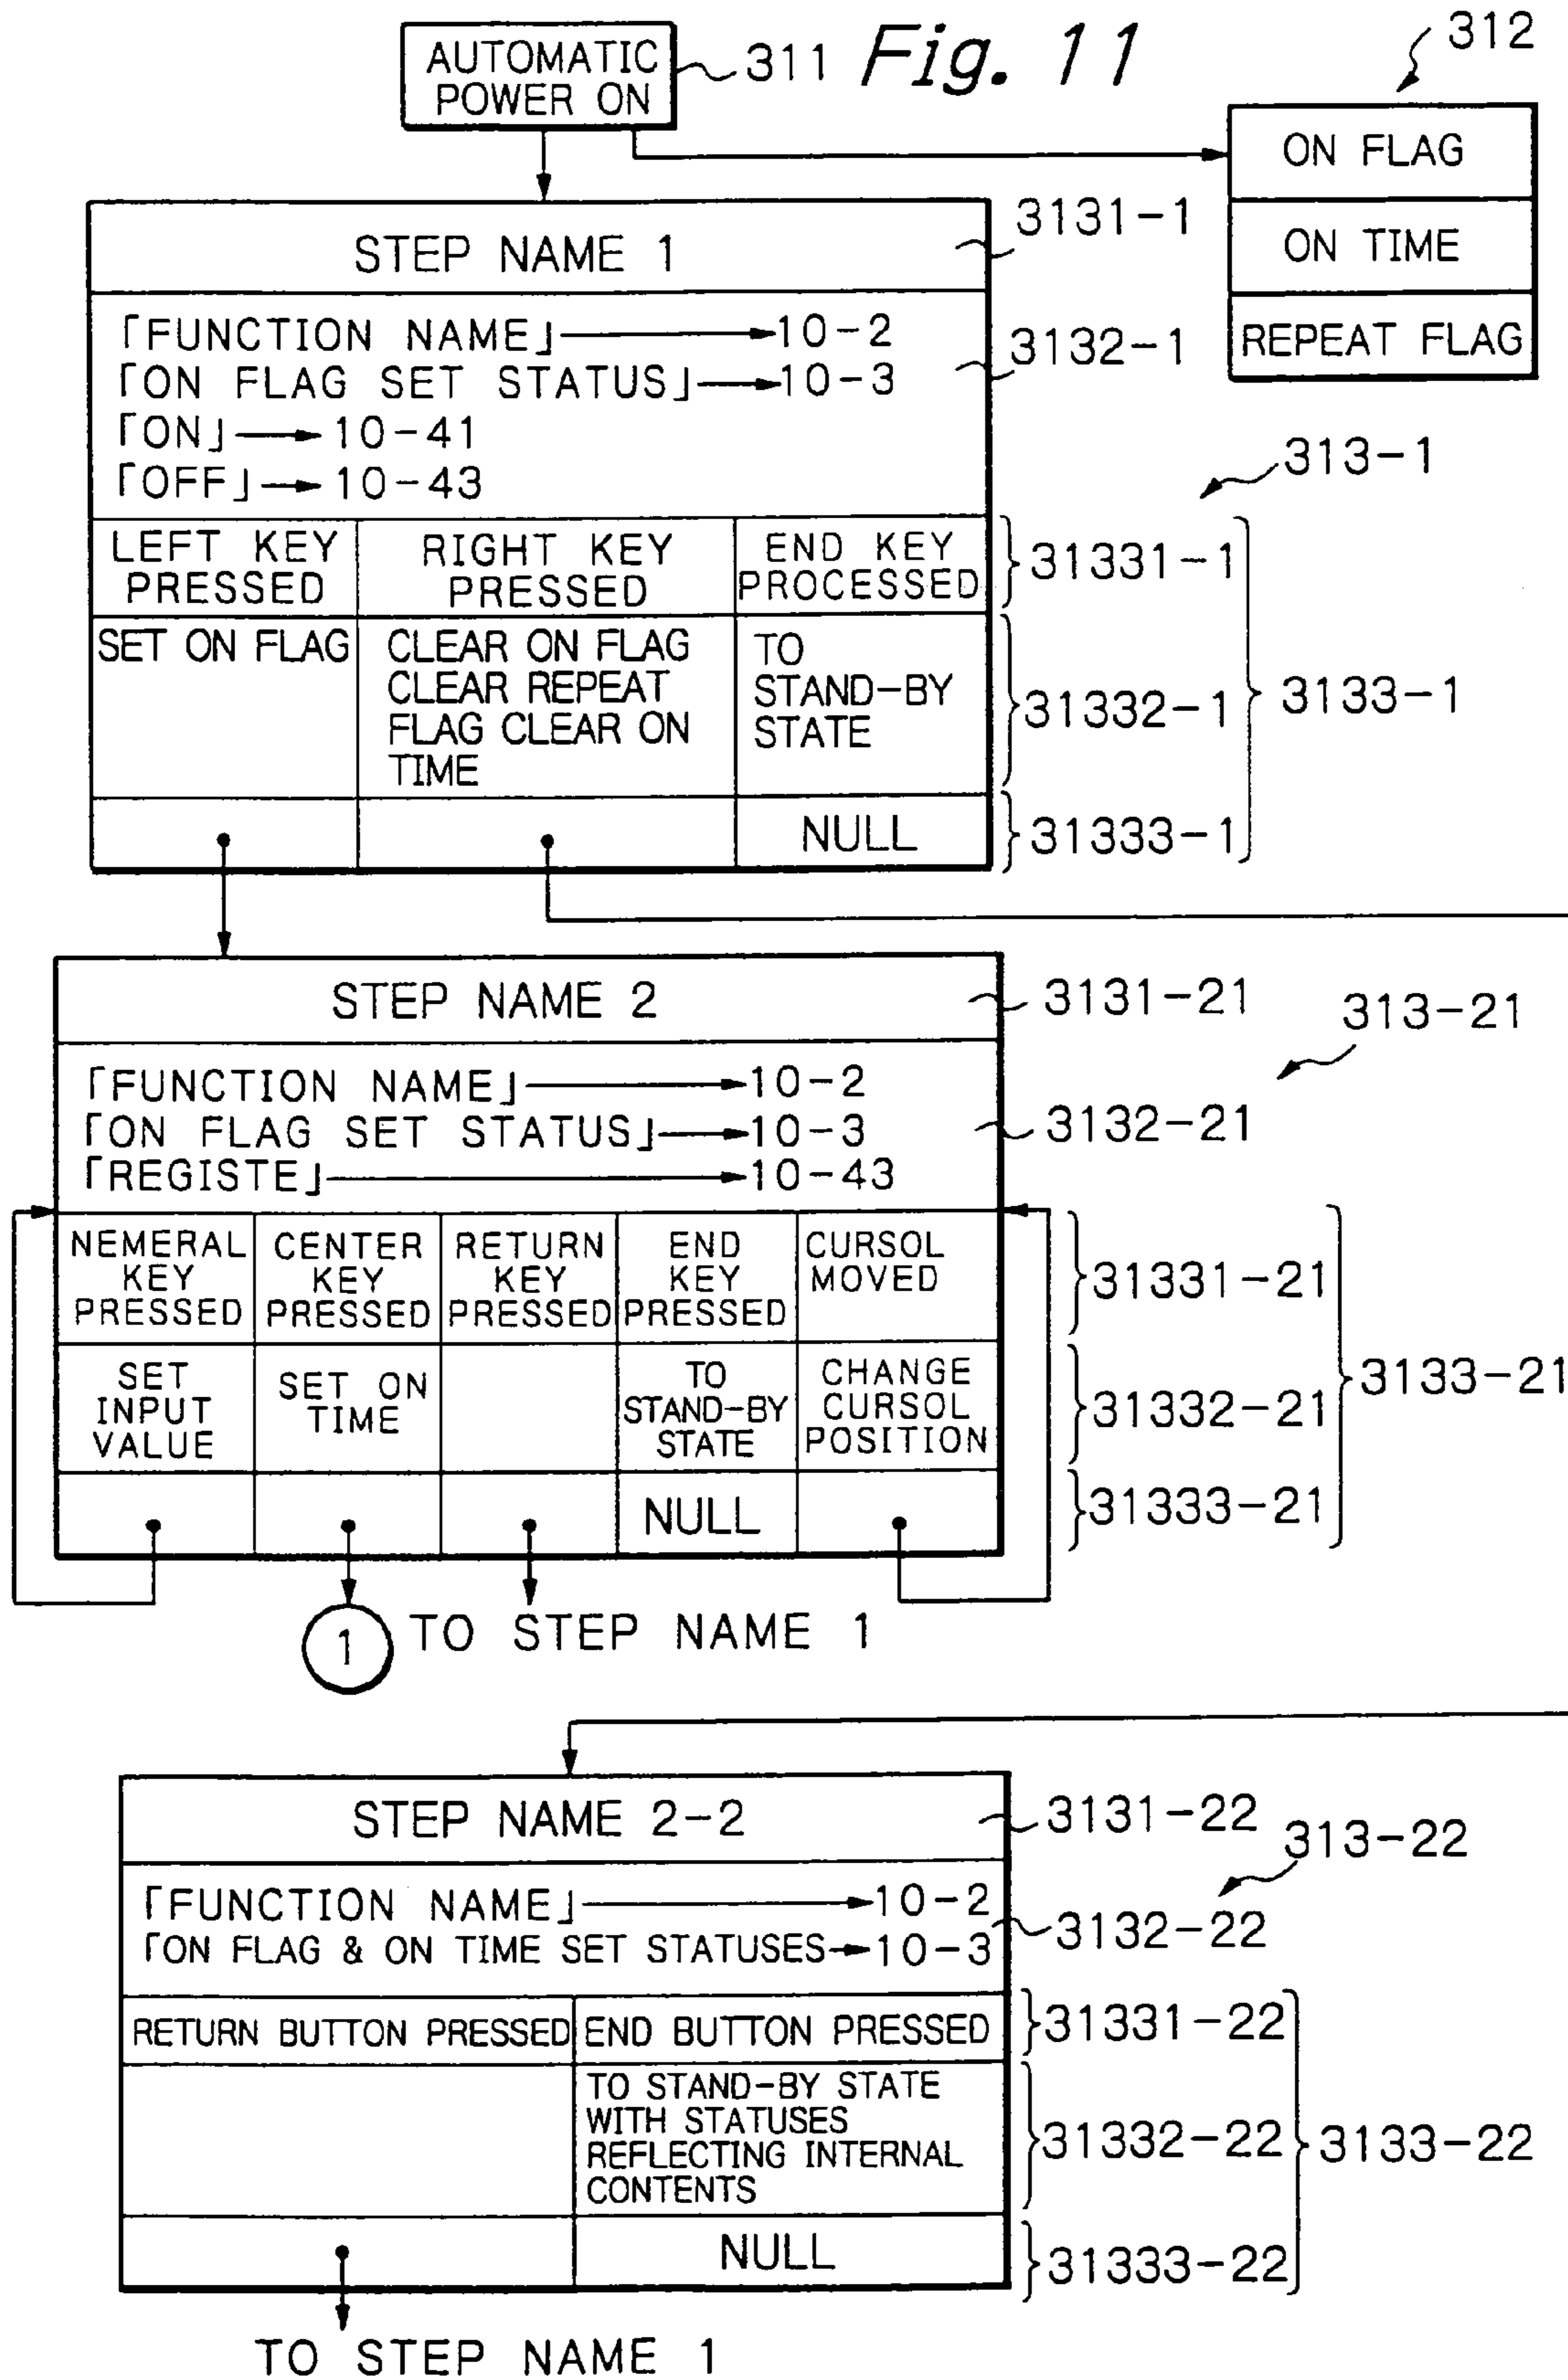 Fig. 11
AUTOMATIC
POWER ON
311
312
ON FLAG
ON TIME
REPEAT FLAG
STEP NAME 1
3131-1
「FUNCTION NAME」→10-2
「ON FLAG SET STATUS」→10-3
「ON」→10-41
「OFF」→10-43
3132-1
313-1
LEFT KEY
PRESSED
RIGHT KEY
PRESSED
END KEY
PROCESSED
31331-1
SET ON FLAG
CLEAR ON FLAG
CLEAR REPEAT
FLAG CLEAR ON
TIME
TO
STAND-BY
STATE
31332-1
3133-1
NULL
31333-1
STEP NAME 2
3131-21
313-21
「FUNCTION NAME」→10-2
「ON FLAG SET STATUS」→10-3
「REGISTE」→10-43
3132-21
NEMERAL
KEY
PRESSED
CENTER
KEY
PRESSED
RETURN
KEY
PRESSED
END
KEY
PRESSED
CURSOL
MOVED
31331-21
SET
INPUT
VALUE
SET ON
TIME
TO
STAND-BY
STATE
CHANGE
CURSOL
POSITION
31332-21
3133-21
NULL
31333-21
1
TO STEP NAME 1
STEP NAME 2-2
3131-22
313-22
「FUNCTION NAME」→10-2
「ON FLAG & ON TIME SET STATUSES→10-3
3132-22
RETURN BUTTON PRESSED
END BUTTON PRESSED
31331-22
TO STAND-BY STATE
WITH STATUSES
REFLECTING INTERNAL
CONTENTS
31332-22
3133-22
NULL
31333-22
TO STEP NAME 1